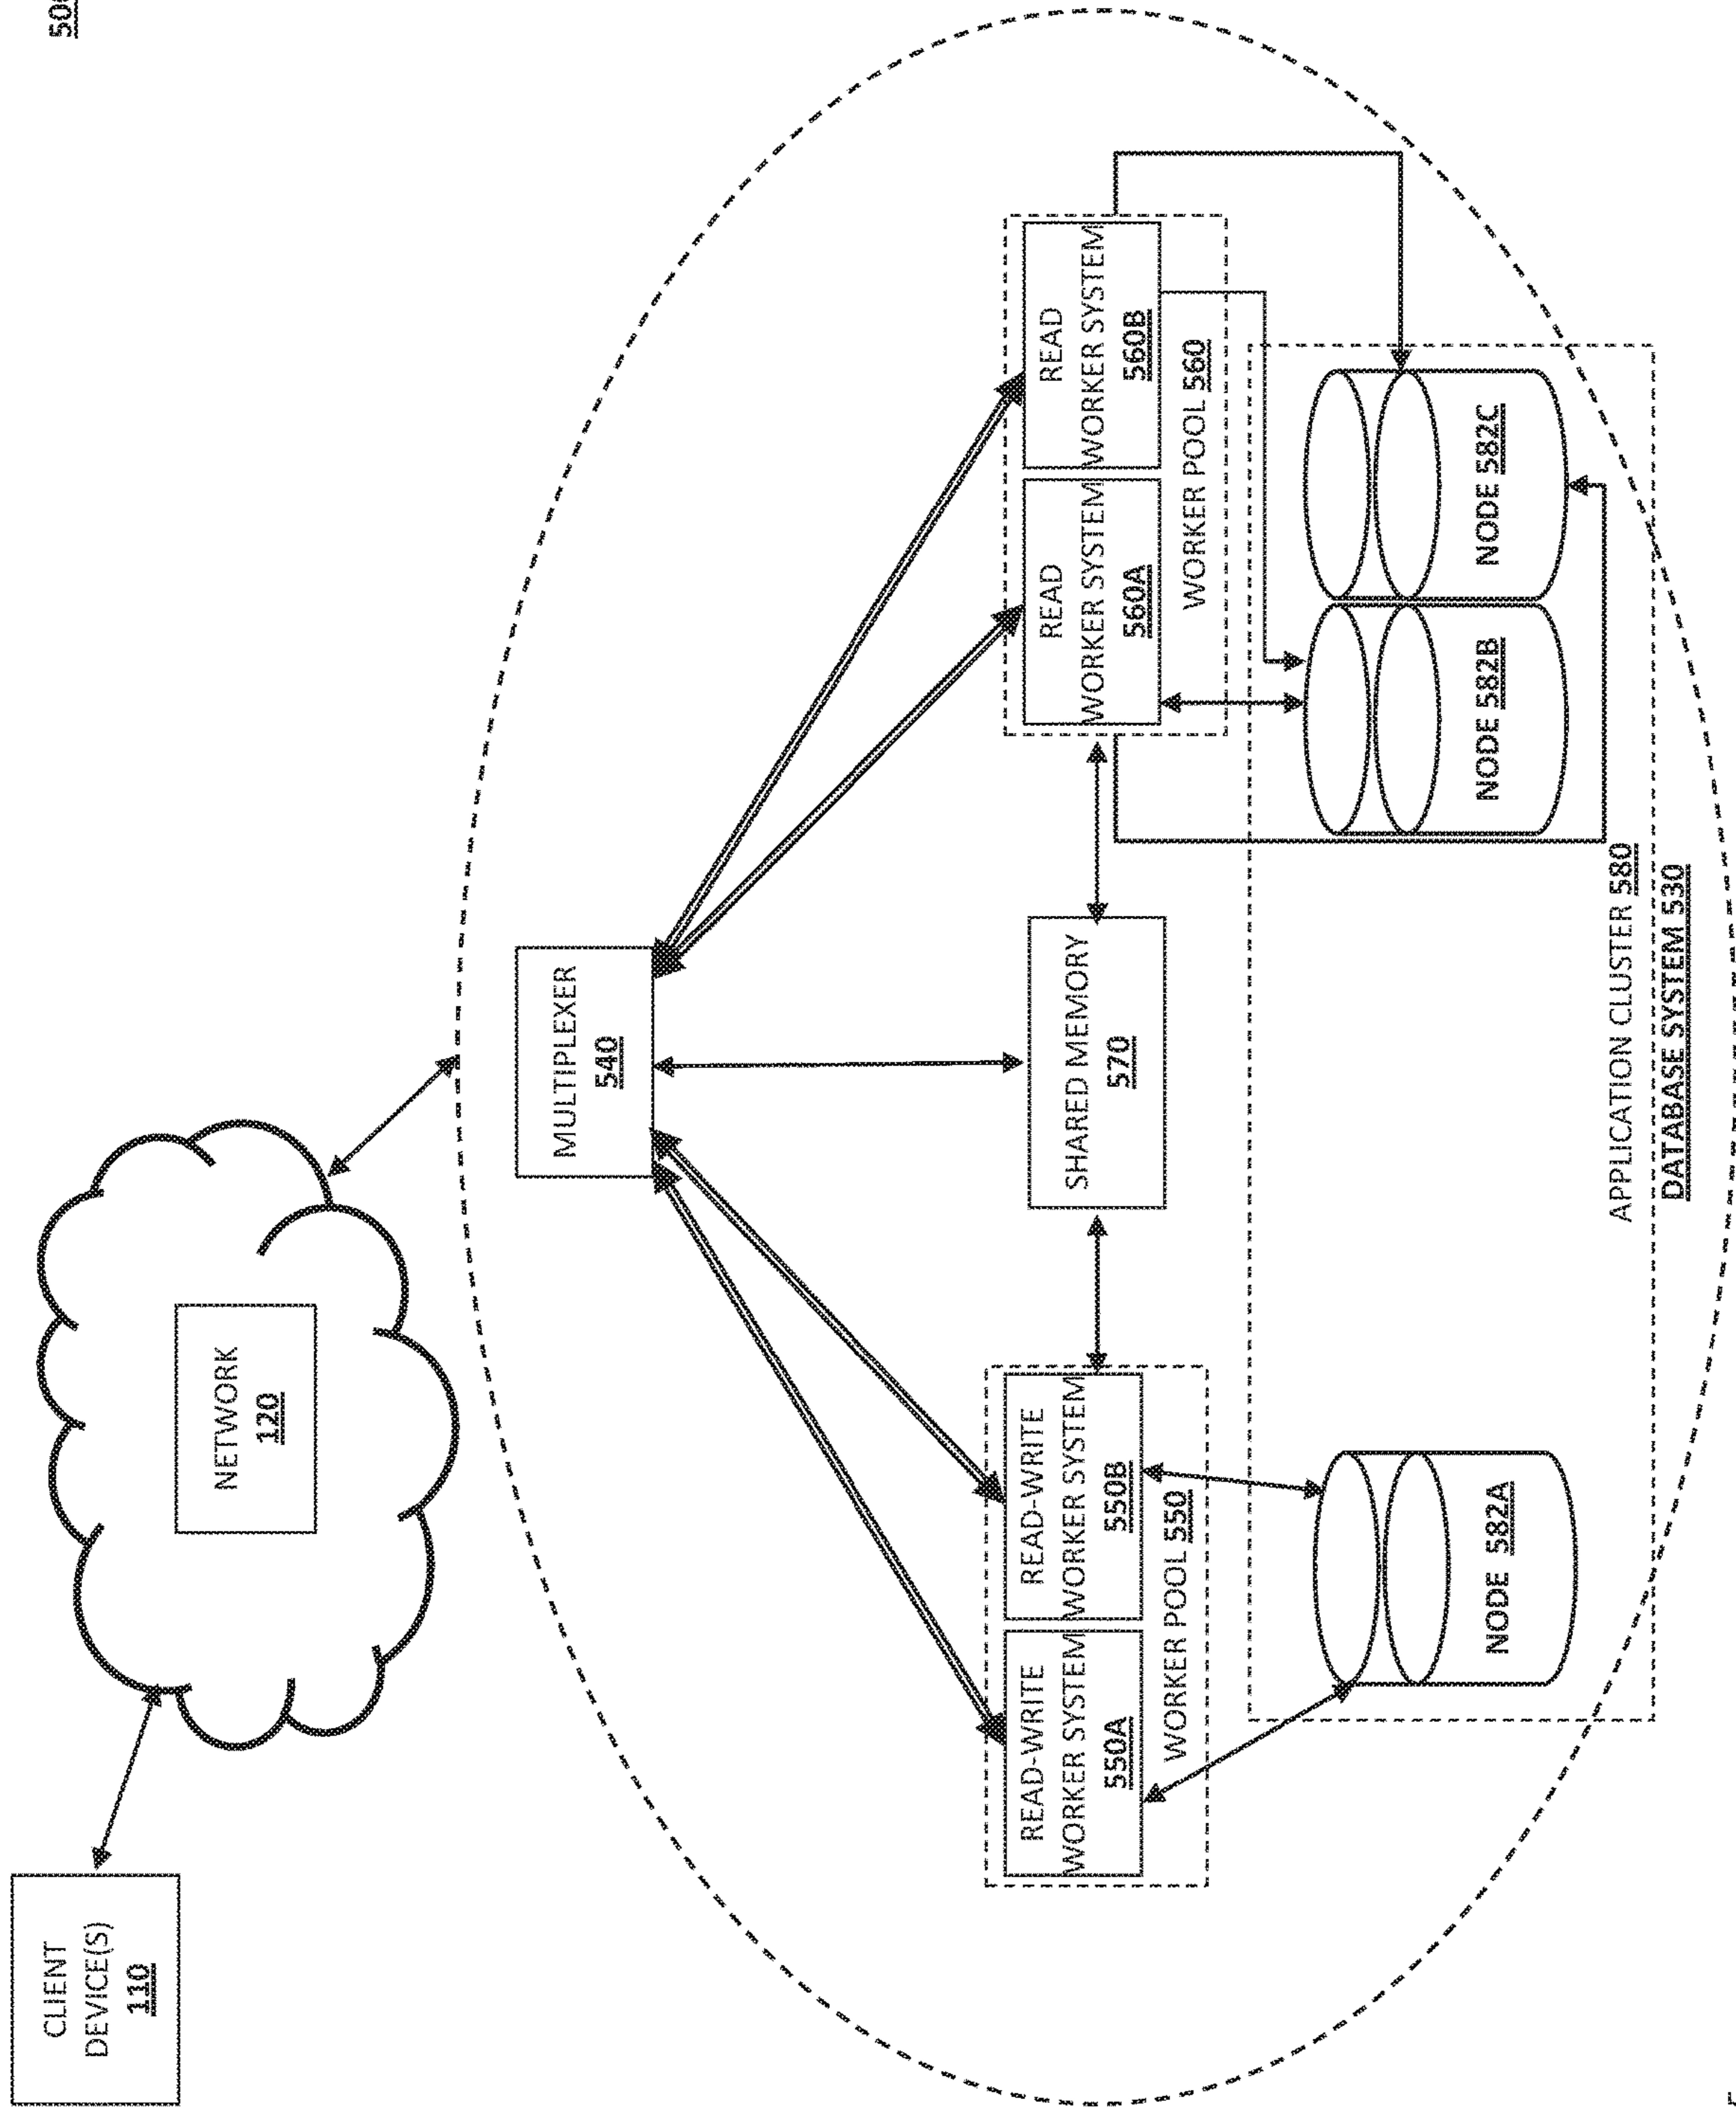 CLIENT
DEVICE(S)
110
NETWORK
120
MULTIPLEXER
540
READ-WRITE
WORKER SYSTEM
550A
READ-WRITE
WORKER SYSTEM
550B
WORKER POOL 550
SHARED MEMORY
570
READ
WORKER SYSTEM
560A
READ
WORKER SYSTEM
560B
WORKER POOL 560
NODE 582A
NODE 582B
NODE 582C
APPLICATION CLUSTER 580
DATABASE SYSTEM 530